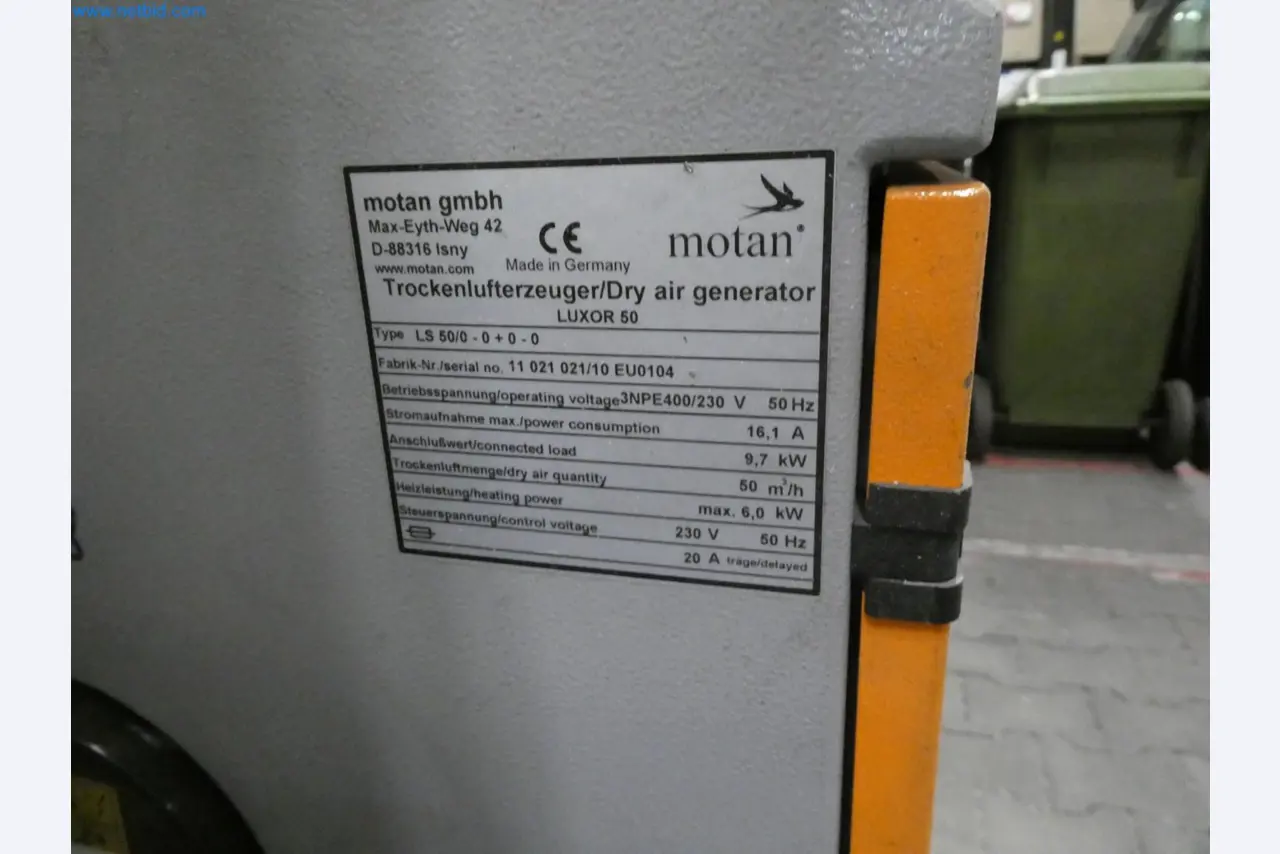 www.netbid.com
motan gmbh
Max-Eyth-Weg 42
D-88316 Isny
www.motan.com
CE
Made in Germany
motan®
Trockenlufterzeuger/Dry air generator
LUXOR 50
Type LS 50/0 - 0 + 0 - 0
Fabrik-Nr./serial no. 11 021 021/10 EU0104
Betriebsspannung/operating voltage 3NPE400/230 V 50 Hz
Stromaufnahme max./power consumption 16,1 A
Anschlußwert/connected load 9,7 kW
Trockenluftmenge/dry air quantity 50 m³/h
Heizleistung/heating power max. 6,0 kW
Steuerspannung/control voltage 230 V 50 Hz
20 A träge/delayed